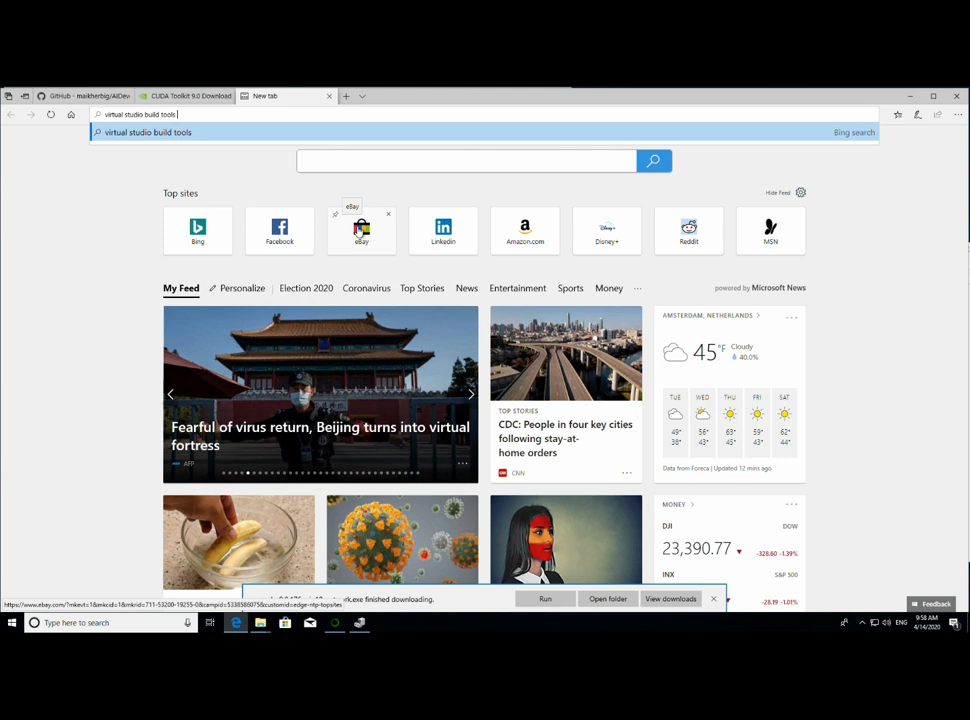 GitHub - maikherbig/AIDev
CUDA Toolkit 9.0 Download
New tab
virtual studio build tools
virtual studio build tools
Bing search
Top sites
Hide Feed
eBay
Bing
Facebook
eBay
LinkedIn
Amazon.com
Disney+
Reddit
MSN
My Feed
Personalize
Election 2020
Coronavirus
Top Stories
News
Entertainment
Sports
Money
powered by Microsoft News
Fearful of virus return, Beijing turns into virtual
fortress
AFP
TOP STORIES
CDC: People in four key cities
following stay-at-
home orders
CNN
AMSTERDAM, NETHERLANDS
45°F
Cloudy
40.0%
TUE WED THU FRI SAT
49° 56° 63° 57° 62°
38° 43° 45° 43° 44°
Data from Foreca | Updated 12 mins ago
MONEY
DJI
DOW
23,390.77
-328.60 -1.39%
INX
S&P 500
-28.19 -1.01%
.exe finished downloading.
Run
Open folder
View downloads
Feedback
Type here to search
ENG
9:58 AM
4/14/2020